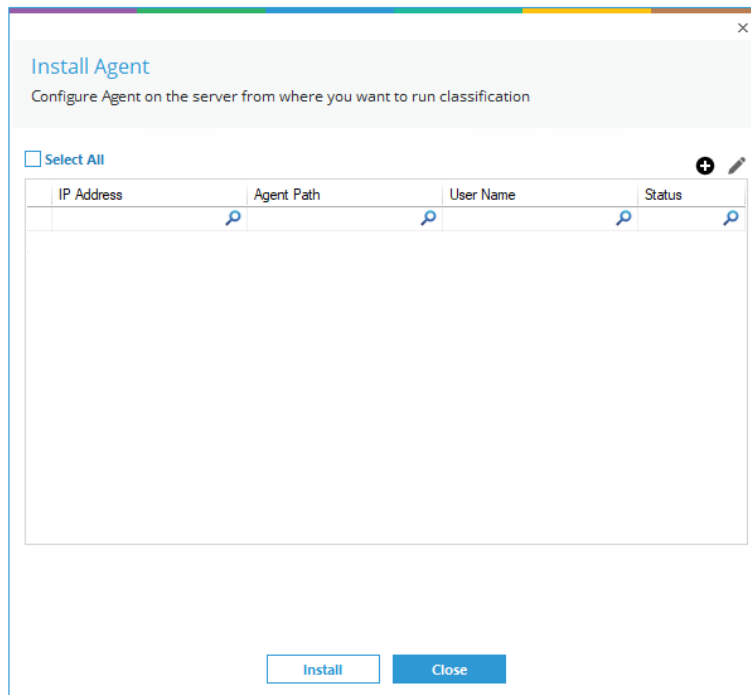 Install Agent
Configure Agent on the server from where you want to run classification
Select All
IP Address Agent Path User Name Status
Install Close